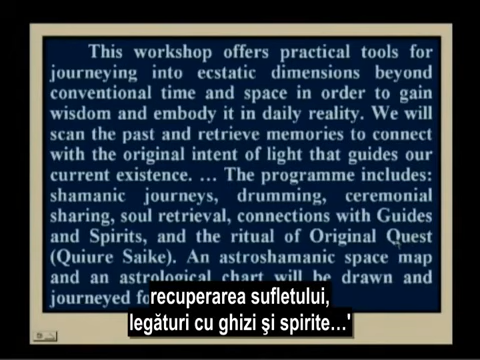 This workshop offers practical tools for
journeying into ecstatic dimensions beyond
conventional time and space in order to gain
wisdom and embody it in daily reality. We will
scan the past and retrieve memories to connect
with the original intent of light that guides our
current existence. ... The programme includes:
shamanic journeys, drumming, ceremonial
sharing, soul retrieval, connections with Guides
and Spirits, and the ritual of Original Quest
(Quiure Saike). An astroshamanic space map
and an astrological chart will be drawn and
journeyed
recuperarea sufletului,
legături cu ghizi şi spirite...'